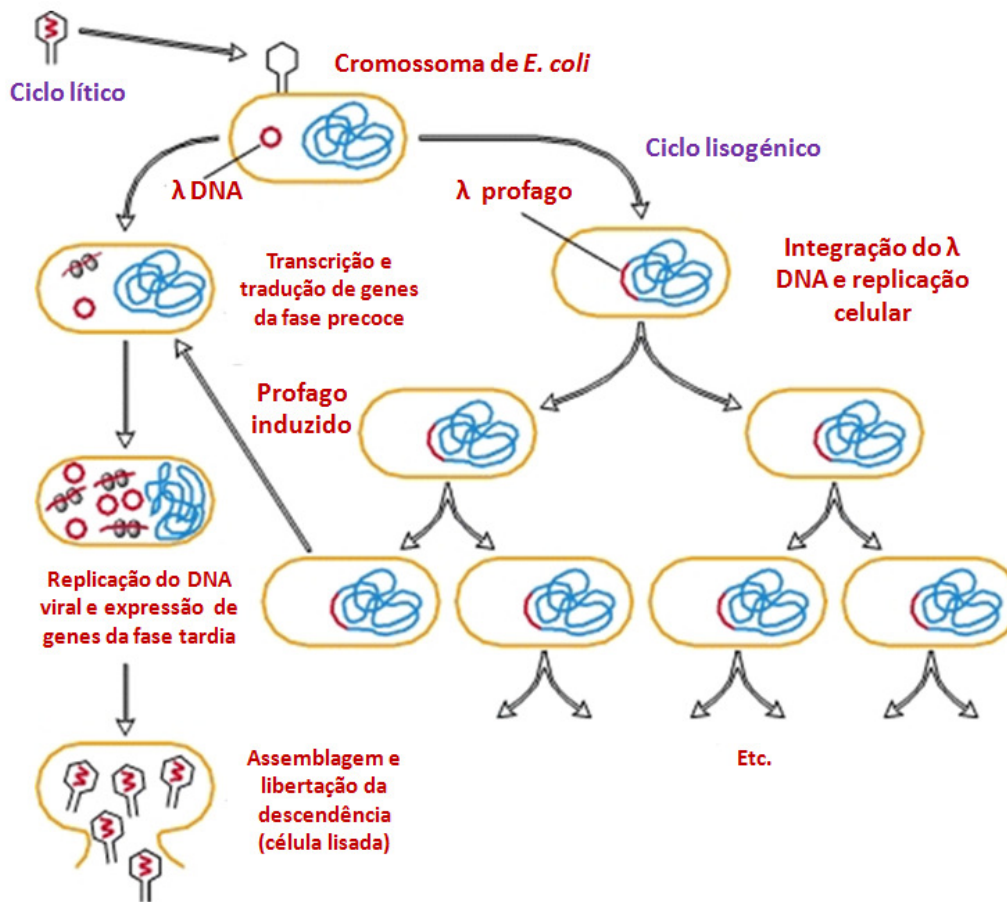 Cromossoma de E. coli
Ciclo lítico
Ciclo lisogénico
λ DNA
λ profago
Integração do λ
DNA e replicação
celular
Transcrição e
tradução de genes
da fase precoce
Profago
induzido
Replicação do DNA
viral e expressão de
genes da fase tardia
Assemblagem e
libertação da
descendência
(célula lisada)
Etc.